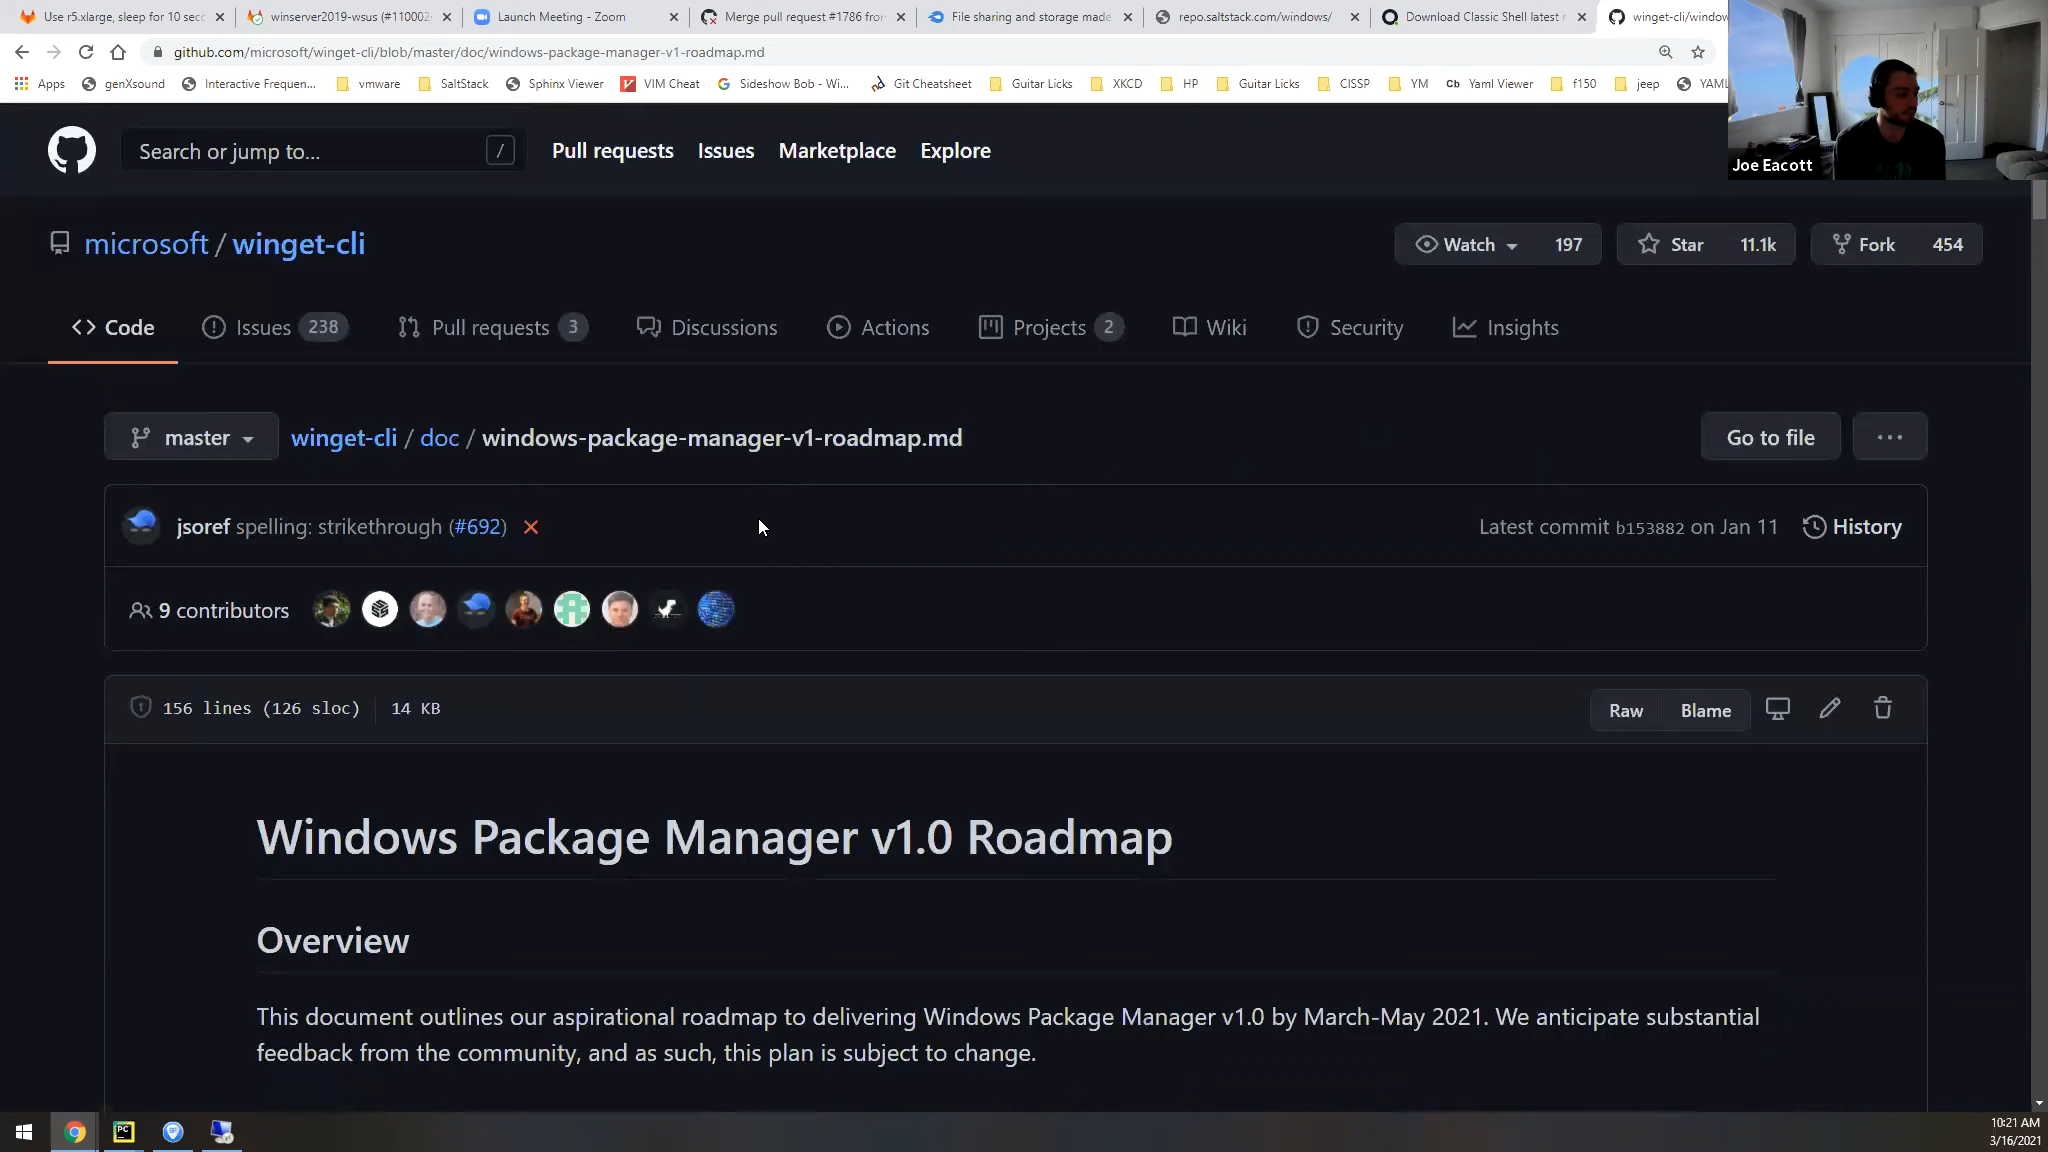 Use r5.xlarge, sleep for 10 sec
winserver2019-wsus (#110002
Launch Meeting - Zoom
Merge pull request #1786 fro
File sharing and storage made
repo.saltstack.com/windows/
Download Classic Shell latest
winget-cli/window
github.com/microsoft/winget-cli/blob/master/doc/windows-package-manager-v1-roadmap.md
Apps
genXsound
Interactive Frequen...
vmware
SaltStack
Sphinx Viewer
VIM Cheat
Sideshow Bob - Wi...
Git Cheatsheet
Guitar Licks
XKCD
HP
Guitar Licks
CISSP
YM
Cb Yaml Viewer
f150
jeep
YAML
Joe Eacott
Search or jump to... /
Pull requests
Issues
Marketplace
Explore
microsoft / winget-cli
Watch 197
Star 11.1k
Fork 454
Code
Issues 238
Pull requests 3
Discussions
Actions
Projects 2
Wiki
Security
Insights
master
winget-cli / doc / windows-package-manager-v1-roadmap.md
Go to file
...
jsoref spelling: strikethrough (#692)
Latest commit b153882 on Jan 11
History
9 contributors
156 lines (126 sloc)
14 KB
Raw
Blame
Windows Package Manager v1.0 Roadmap
Overview
This document outlines our aspirational roadmap to delivering Windows Package Manager v1.0 by March-May 2021. We anticipate substantial
feedback from the community, and as such, this plan is subject to change.
PC
10:21 AM
3/16/2021